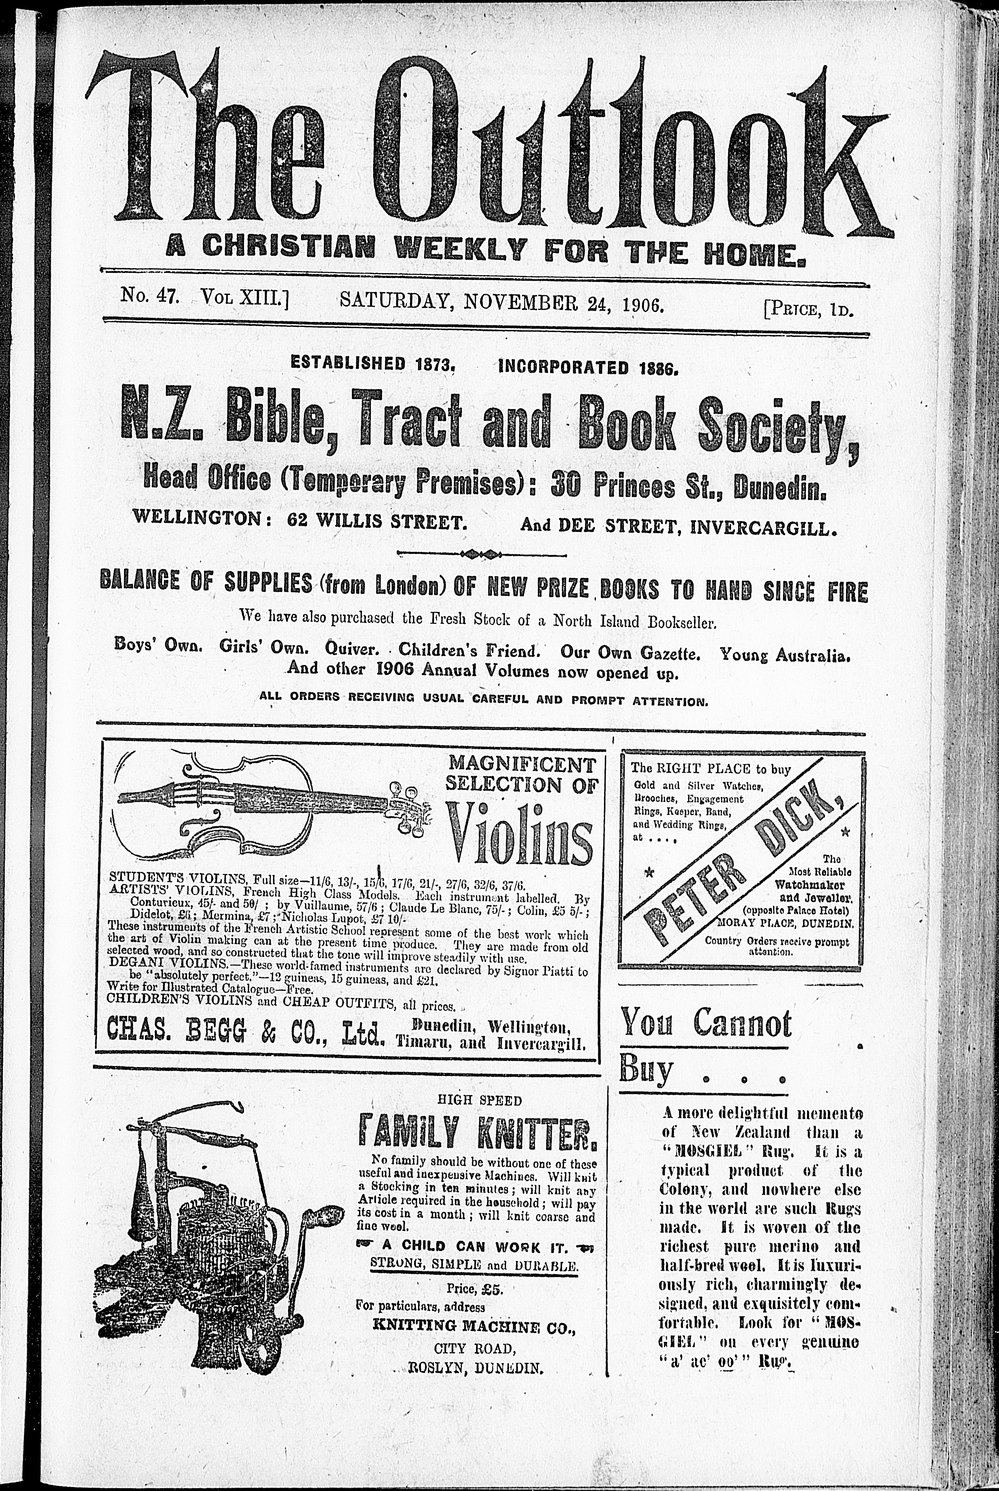 The Outlook
A CHRISTIAN WEEKLY FOR THE HOME.
No. 47. VOL XIII.] SATURDAY, NOVEMBER 24, 1906. [PRICE, 1D.
ESTABLISHED 1873. INCORPORATED 1886.
N.Z. Bible, Tract and Book Society,
Head Office (Temporary Premises): 30 Princes St., Dunedin.
WELLINGTON: 62 WILLIS STREET. And DEE STREET, INVERCARGILL.
BALANCE OF SUPPLIES (from London) OF NEW PRIZE BOOKS TO HAND SINCE FIRE
We have also purchased the Fresh Stock of a North Island Bookseller.
Boys' Own. Girls' Own. Quiver. Children's Friend. Our Own Gazette. Young Australia.
And other 1906 Annual Volumes now opened up.
ALL ORDERS RECEIVING USUAL CAREFUL AND PROMPT ATTENTION.
MAGNIFICENT
SELECTION OF
Violins
STUDENT'S VIOLINS, Full size—11/6, 13/-, 15/6, 17/6, 21/-, 27/6, 32/6, 37/6.
ARTISTS' VIOLINS, French High Class Models. Each instrument labelled. By
Conturieux, 45/- and 50/ ; by Vuillaume, 57/6 ; Claude Le Blanc, 75/- ; Colin, £5 5/- ;
Didelot, £6 ; Mermina, £7 ; Nicholas Lupot, £7 10/-
These instruments of the French Artistic School represent some of the best work which
the art of Violin making can at the present time produce. They are made from old
selected wood, and so constructed that the tone will improve steadily with use.
DEGANI VIOLINS.—These world-famed instruments are declared by Signor Piatti to
be "absolutely perfect."—12 guineas, 15 guineas, and £21.
Write for Illustrated Catalogue—Free.
CHILDREN'S VIOLINS and CHEAP OUTFITS, all prices.
CHAS. BEGG & CO., Ltd. Dunedin, Wellington,
Timaru, and Invercargill.
HIGH SPEED
FAMILY KNITTER.
No family should be without one of these
useful and inexpensive Machines. Will knit
a Stocking in ten minutes ; will knit any
Article required in the household ; will pay
its cost in a month ; will knit coarse and
fine wool.
A CHILD CAN WORK IT.
STRONG, SIMPLE and DURABLE.
Price, £5.
For particulars, address
KNITTING MACHINE CO.,
CITY ROAD,
ROSLYN, DUNEDIN.
The RIGHT PLACE to buy
Gold and Silver Watches,
Brooches, Engagement
Rings, Keeper, Band,
and Wedding Rings,
at . . . .
PETER DICK,
The
Most Reliable
Watchmaker
and Jeweller,
(opposite Palace Hotel)
MORAY PLACE, DUNEDIN.
Country Orders receive prompt
attention.
You Cannot
Buy . . .
A more delightful memento
of New Zealand than a
"MOSGIEL" Rug. It is a
typical product of the
Colony, and nowhere else
in the world are such Rugs
made. It is woven of the
richest pure merino and
half-bred wool. It is luxuri-
ously rich, charmingly de-
signed, and exquisitely com-
fortable. Look for "MOS-
GIEL" on every genuine
"a' ae' oo'" Rug.